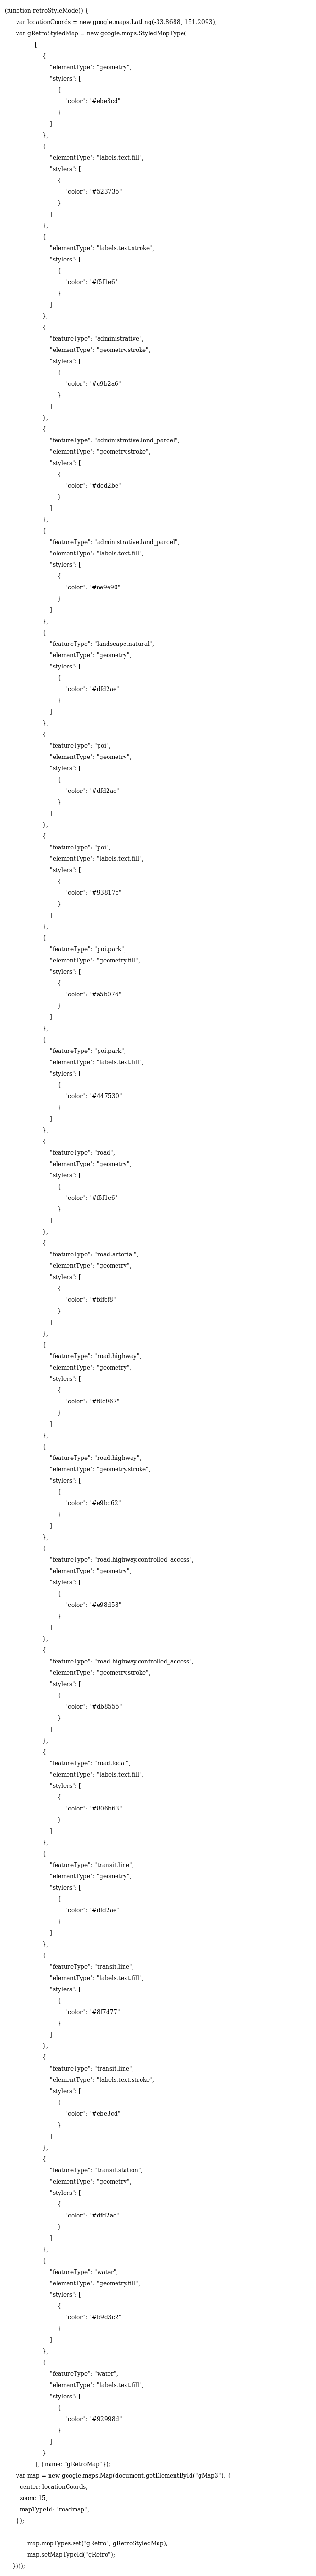 (function retroStyleMode() {
var locationCoords = new google.maps.LatLng(-33.8688, 151.2093);
var gRetroStyledMap = new google.maps.StyledMapType(
[
{
"elementType": "geometry",
"stylers": [
{
"color": "#ebe3cd"
}
]
},
{
"elementType": "labels.text.fill",
"stylers": [
{
"color": "#523735"
}
]
},
{
"elementType": "labels.text.stroke",
"stylers": [
{
"color": "#f5f1e6"
}
]
},
{
"featureType": "administrative",
"elementType": "geometry.stroke",
"stylers": [
{
"color": "#c9b2a6"
}
]
},
{
"featureType": "administrative.land_parcel",
"elementType": "geometry.stroke",
"stylers": [
{
"color": "#dcd2be"
}
]
},
{
"featureType": "administrative.land_parcel",
"elementType": "labels.text.fill",
"stylers": [
{
"color": "#ae9e90"
}
]
},
{
"featureType": "landscape.natural",
"elementType": "geometry",
"stylers": [
{
"color": "#dfd2ae"
}
]
},
{
"featureType": "poi",
"elementType": "geometry",
"stylers": [
{
"color": "#dfd2ae"
}
]
},
{
"featureType": "poi",
"elementType": "labels.text.fill",
"stylers": [
{
"color": "#93817c"
}
]
},
{
"featureType": "poi.park",
"elementType": "geometry.fill",
"stylers": [
{
"color": "#a5b076"
}
]
},
{
"featureType": "poi.park",
"elementType": "labels.text.fill",
"stylers": [
{
"color": "#447530"
}
]
},
{
"featureType": "road",
"elementType": "geometry",
"stylers": [
{
"color": "#f5f1e6"
}
]
},
{
"featureType": "road.arterial",
"elementType": "geometry",
"stylers": [
{
"color": "#fdfcf8"
}
]
},
{
"featureType": "road.highway",
"elementType": "geometry",
"stylers": [
{
"color": "#f8c967"
}
]
},
{
"featureType": "road.highway",
"elementType": "geometry.stroke",
"stylers": [
{
"color": "#e9bc62"
}
]
},
{
"featureType": "road.highway.controlled_access",
"elementType": "geometry",
"stylers": [
{
"color": "#e98d58"
}
]
},
{
"featureType": "road.highway.controlled_access",
"elementType": "geometry.stroke",
"stylers": [
{
"color": "#db8555"
}
]
},
{
"featureType": "road.local",
"elementType": "labels.text.fill",
"stylers": [
{
"color": "#806b63"
}
]
},
{
"featureType": "transit.line",
"elementType": "geometry",
"stylers": [
{
"color": "#dfd2ae"
}
]
},
{
"featureType": "transit.line",
"elementType": "labels.text.fill",
"stylers": [
{
"color": "#8f7d77"
}
]
},
{
"featureType": "transit.line",
"elementType": "labels.text.stroke",
"stylers": [
{
"color": "#ebe3cd"
}
]
},
{
"featureType": "transit.station",
"elementType": "geometry",
"stylers": [
{
"color": "#dfd2ae"
}
]
},
{
"featureType": "water",
"elementType": "geometry.fill",
"stylers": [
{
"color": "#b9d3c2"
}
]
},
{
"featureType": "water",
"elementType": "labels.text.fill",
"stylers": [
{
"color": "#92998d"
}
]
}
], {name: "gRetroMap"});
var map = new google.maps.Map(document.getElementById("gMap3"), {
center: locationCoords,
zoom: 15,
mapTypeId: "roadmap",
});
map.mapTypes.set("gRetro", gRetroStyledMap);
map.setMapTypeId("gRetro");
})();